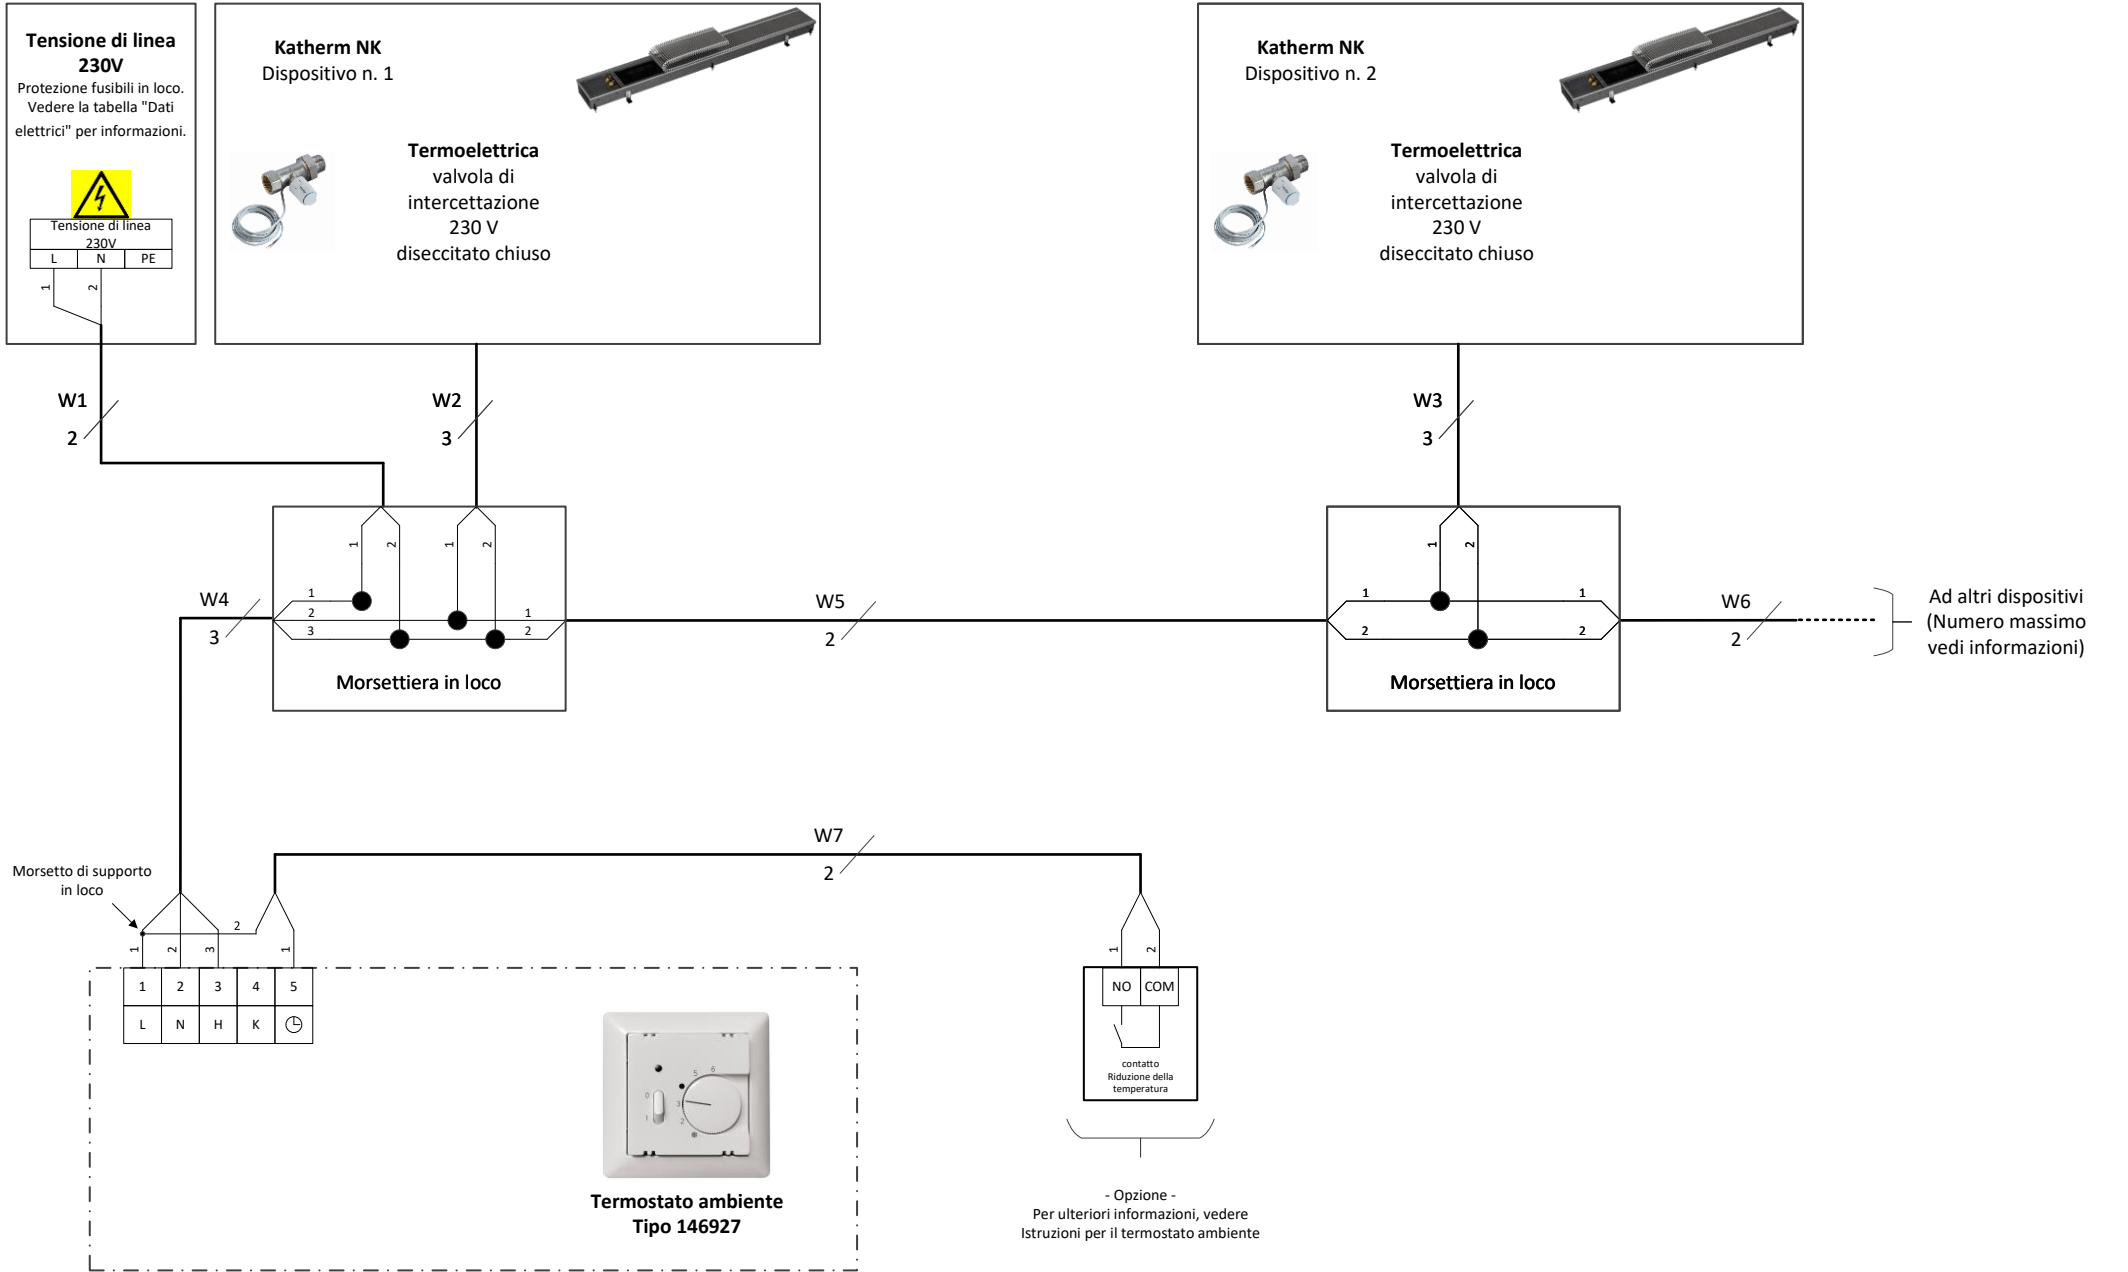 Tensione di linea
230V
Protezione fusibili in loco.
Vedere la tabella "Dati
elettrici" per informazioni.
Tensione di linea
230V
L N PE
1 2
Katherm NK
Dispositivo n. 1
Termoelettrica
valvola di
intercettazione
230 V
diseccitato chiuso
Katherm NK
Dispositivo n. 2
Termoelettrica
valvola di
intercettazione
230 V
diseccitato chiuso
W1
2
W2
3
W3
3
1 2 1 2
1
2 1
3 2
Morsettiera in loco
W4
3
W5
2
1 2
1 1
2 2
Morsettiera in loco
W6
2
Ad altri dispositivi
(Numero massimo
vedi informazioni)
W7
2
Morsetto di supporto
in loco
2
1 2 3 1
1 2 3 4 5
L N H K
0
1
2 3 5 6
Termostato ambiente
Tipo 146927
1 2
NO COM
contatto
Riduzione della
temperatura
- Opzione -
Per ulteriori informazioni, vedere
Istruzioni per il termostato ambiente